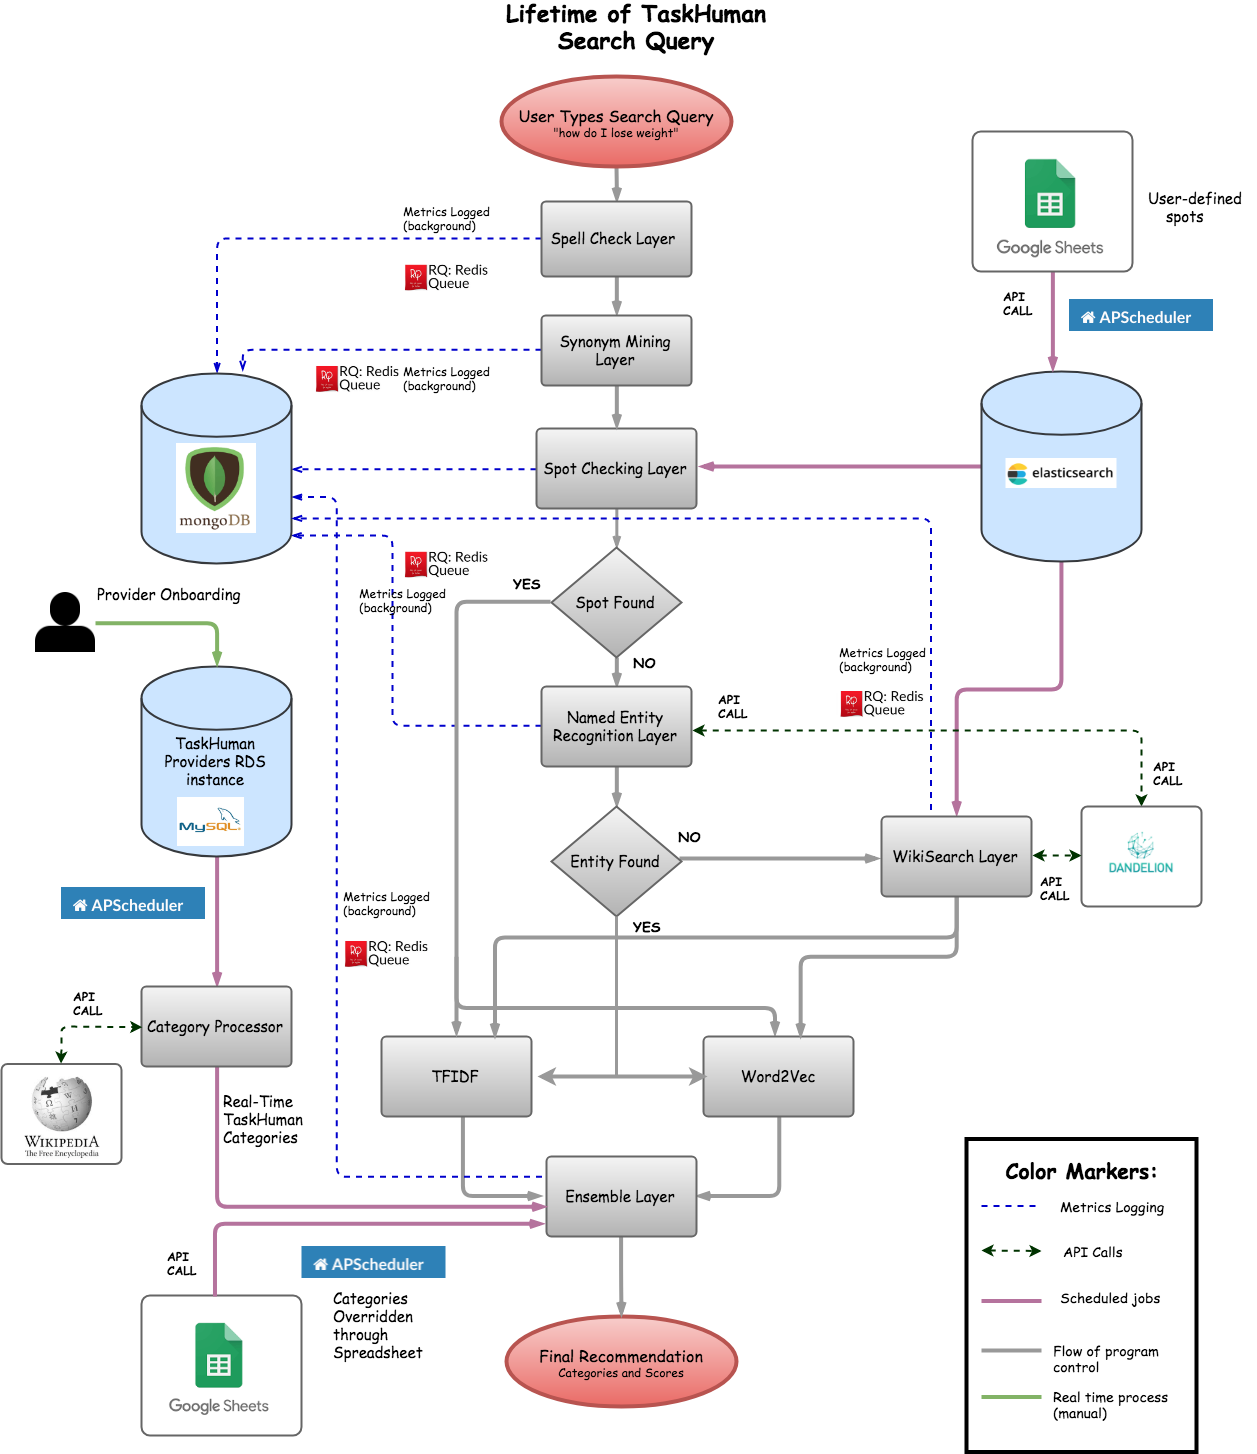 Lifetime of TaskHuman
Search Query
User Types Search Query
"how do I lose weight"
Google Sheets
User-defined
spots
Metrics Logged
(background)
Spell Check Layer
RQ: Redis
Queue
API
CALL
APScheduler
Synonym Mining
Layer
RQ: Redis
Queue
Metrics Logged
(background)
mongoDB
Spot Checking Layer
elasticsearch
RQ: Redis
Queue
Metrics Logged
(background)
YES
Spot Found
NO
Provider Onboarding
Metrics Logged
(background)
RQ: Redis
Queue
Named Entity
Recognition Layer
API
CALL
API
CALL
TaskHuman
Providers RDS
instance
MySQL
Entity Found
NO
YES
WikiSearch Layer
API
CALL
DANDELION
APScheduler
Metrics Logged
(background)
RQ: Redis
Queue
API
CALL
Category Processor
WIKIPEDIA
The Free Encyclopedia
TFIDF
Word2Vec
Real-Time
TaskHuman
Categories
Ensemble Layer
API
CALL
APScheduler
Categories
Overridden
through
Spreadsheet
Google Sheets
Final Recommendation
Categories and Scores
Color Markers:
Metrics Logging
API Calls
Scheduled jobs
Flow of program
control
Real time process
(manual)